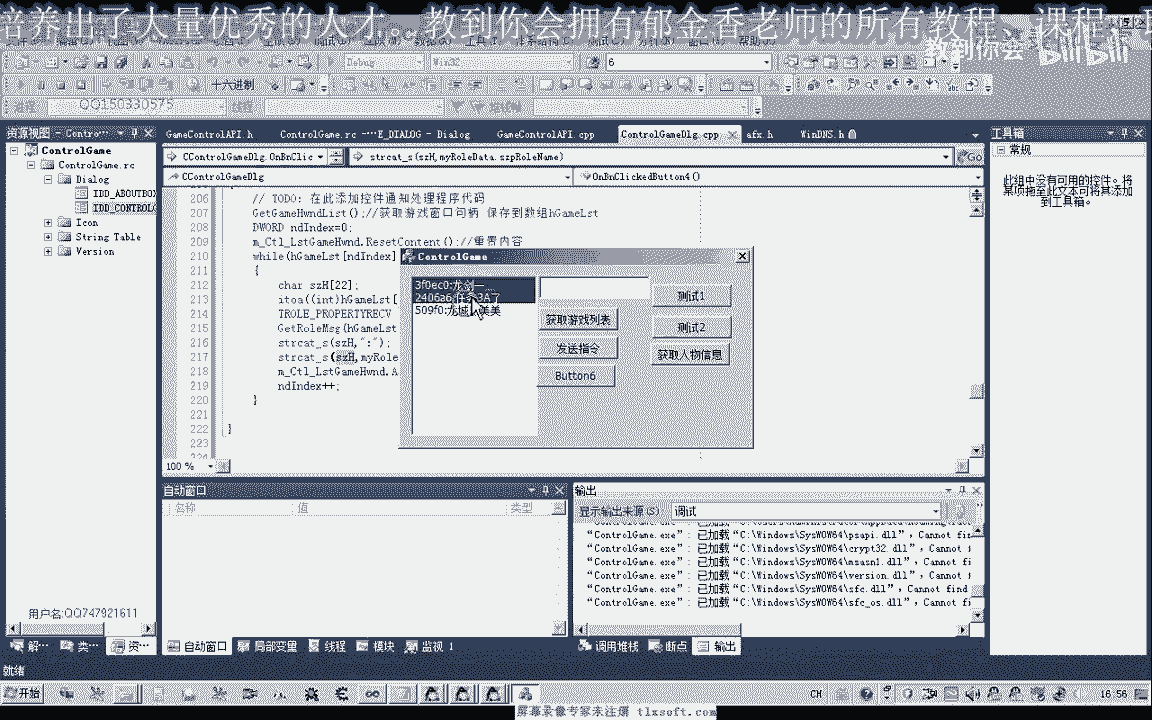 培养出了大量优秀的人才。教到你会拥有郁金香老师的所有教程、课程、
教到你会 bilibili
Debug
Win32
6
十六进制
QQ150330575
资源视图 - Contro···
GameControlAPI.h
ControlGame.rc ···E_DIALOG - Dialog
GameControlAPI.cpp
ControlGameDlg.cpp
afx.h
WinDNS.h
工具箱
ControlGame
ControlGame.rc
Dialog
IDD_ABOUTBOX
IDD_CONTROLG
Icon
String Table
Version
CControlGameDlg.OnBnClic
strcat_s(szH,myRoleData.szpRoleName)
Go
CControlGameDlg
OnBnClickedButton4()
常规
此组中没有可用的控件。将
某项拖至此文本可将其添加
到工具箱。
206 // TODO: 在此添加控件通知处理程序代码
207 GetGameHwndList();//获取游戏窗口句柄 保存到数组hGameLst
208 DWORD ndIndex=0;
209 m_Ctl_LstGameHwnd.ResetContent();//重置内容
210 while(hGameLst[ndIndex]
211 {
212 char szH[22];
213 itoa((int)hGameLst[
214 TROLE_PROPERTYRECV
215 GetRoleMsg(hGameLst
216 strcat_s(szH,":");
217 strcat_s(szH,myRole
218 m_Ctl_LstGameHwnd.A
219 ndIndex++;
220 }
221
222 }
223
ControlGame
3f0ec0:龙剑一
2406a6:任务3A了
509f0:龙城
获取游戏列表
发送指令
Button6
测试1
测试2
获取人物信息
100 %
自动窗口
名称
值
类型
输出
显示输出来源(S)
调试
“ControlGame.exe”: 已加载“C:\Windows\SysWOW64\psapi.dll”，Cannot fi
“ControlGame.exe”: 已加载“C:\Windows\SysWOW64\crypt32.dll”，Cannot f
“ControlGame.exe”: 已加载“C:\Windows\SysWOW64\msasn1.dll”，Cannot fi
“ControlGame.exe”: 已加载“C:\Windows\SysWOW64\version.dll”，Cannot f
“ControlGame.exe”: 已加载“C:\Windows\SysWOW64\sfc.dll”，Cannot find
“ControlGame.exe”: 已加载“C:\Windows\SysWOW64\sfc_os.dll”，Cannot fi
用户名:QQ747921611
解···
类···
资···
自动窗口
局部变量
线程
模块
监视 1
调用堆栈
断点
输出
就绪
开始
CH
16:56
屏幕录像专家未注册 tlxsoft.com